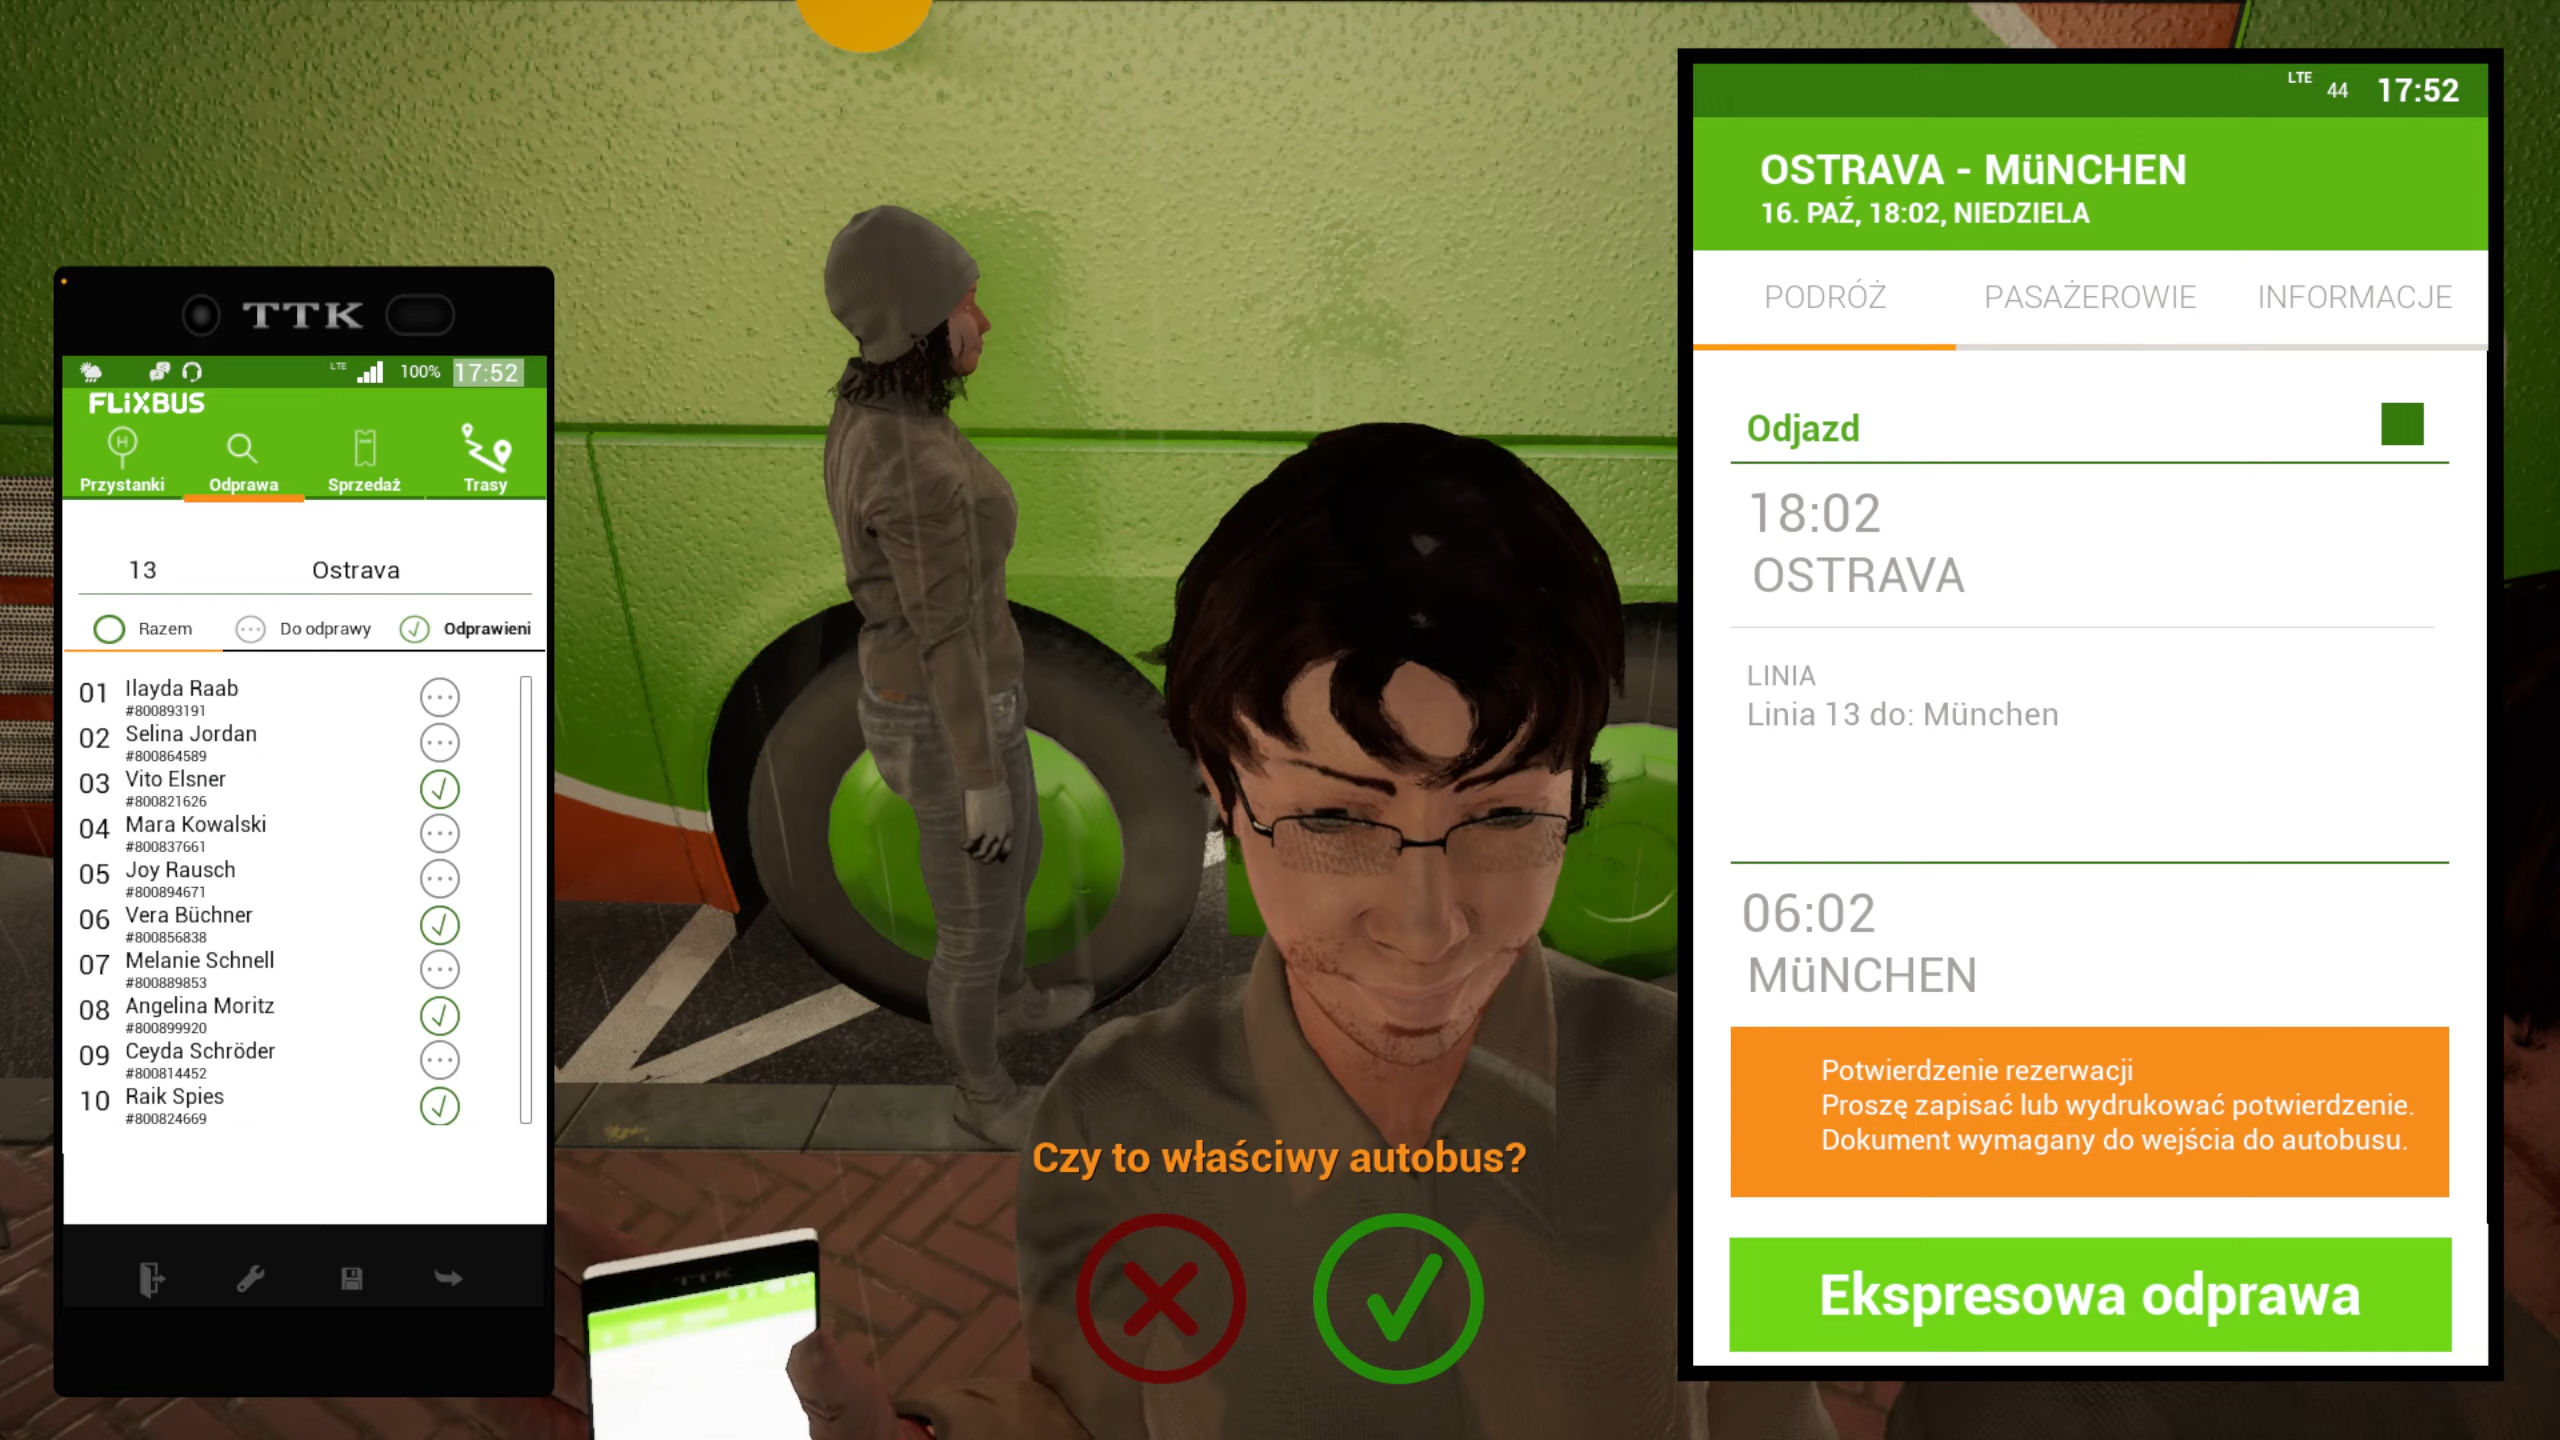 TTK
LTE 100% 17:52
FLiXBUS
Przystanki Odprawa Sprzedaż Trasy
13 Ostrava
Razem Do odprawy Odprawieni
01 Ilayda Raab
#800893191
02 Selina Jordan
#800864589
03 Vito Elsner
#800821626
04 Mara Kowalski
#800837661
05 Joy Rausch
#800894671
06 Vera Büchner
#800856838
07 Melanie Schnell
#800889853
08 Angelina Moritz
#800899920
09 Ceyda Schröder
#800814452
10 Raik Spies
#800824669
Czy to właściwy autobus?
TTK
LTE 44 17:52
OSTRAVA - MüNCHEN
16. PAŹ, 18:02, NIEDZIELA
PODRÓŻ PASAŻEROWIE INFORMACJE
Odjazd
18:02
OSTRAVA
LINIA
Linia 13 do: München
06:02
MüNCHEN
Potwierdzenie rezerwacji
Proszę zapisać lub wydrukować potwierdzenie.
Dokument wymagany do wejścia do autobusu.
Ekspresowa odprawa